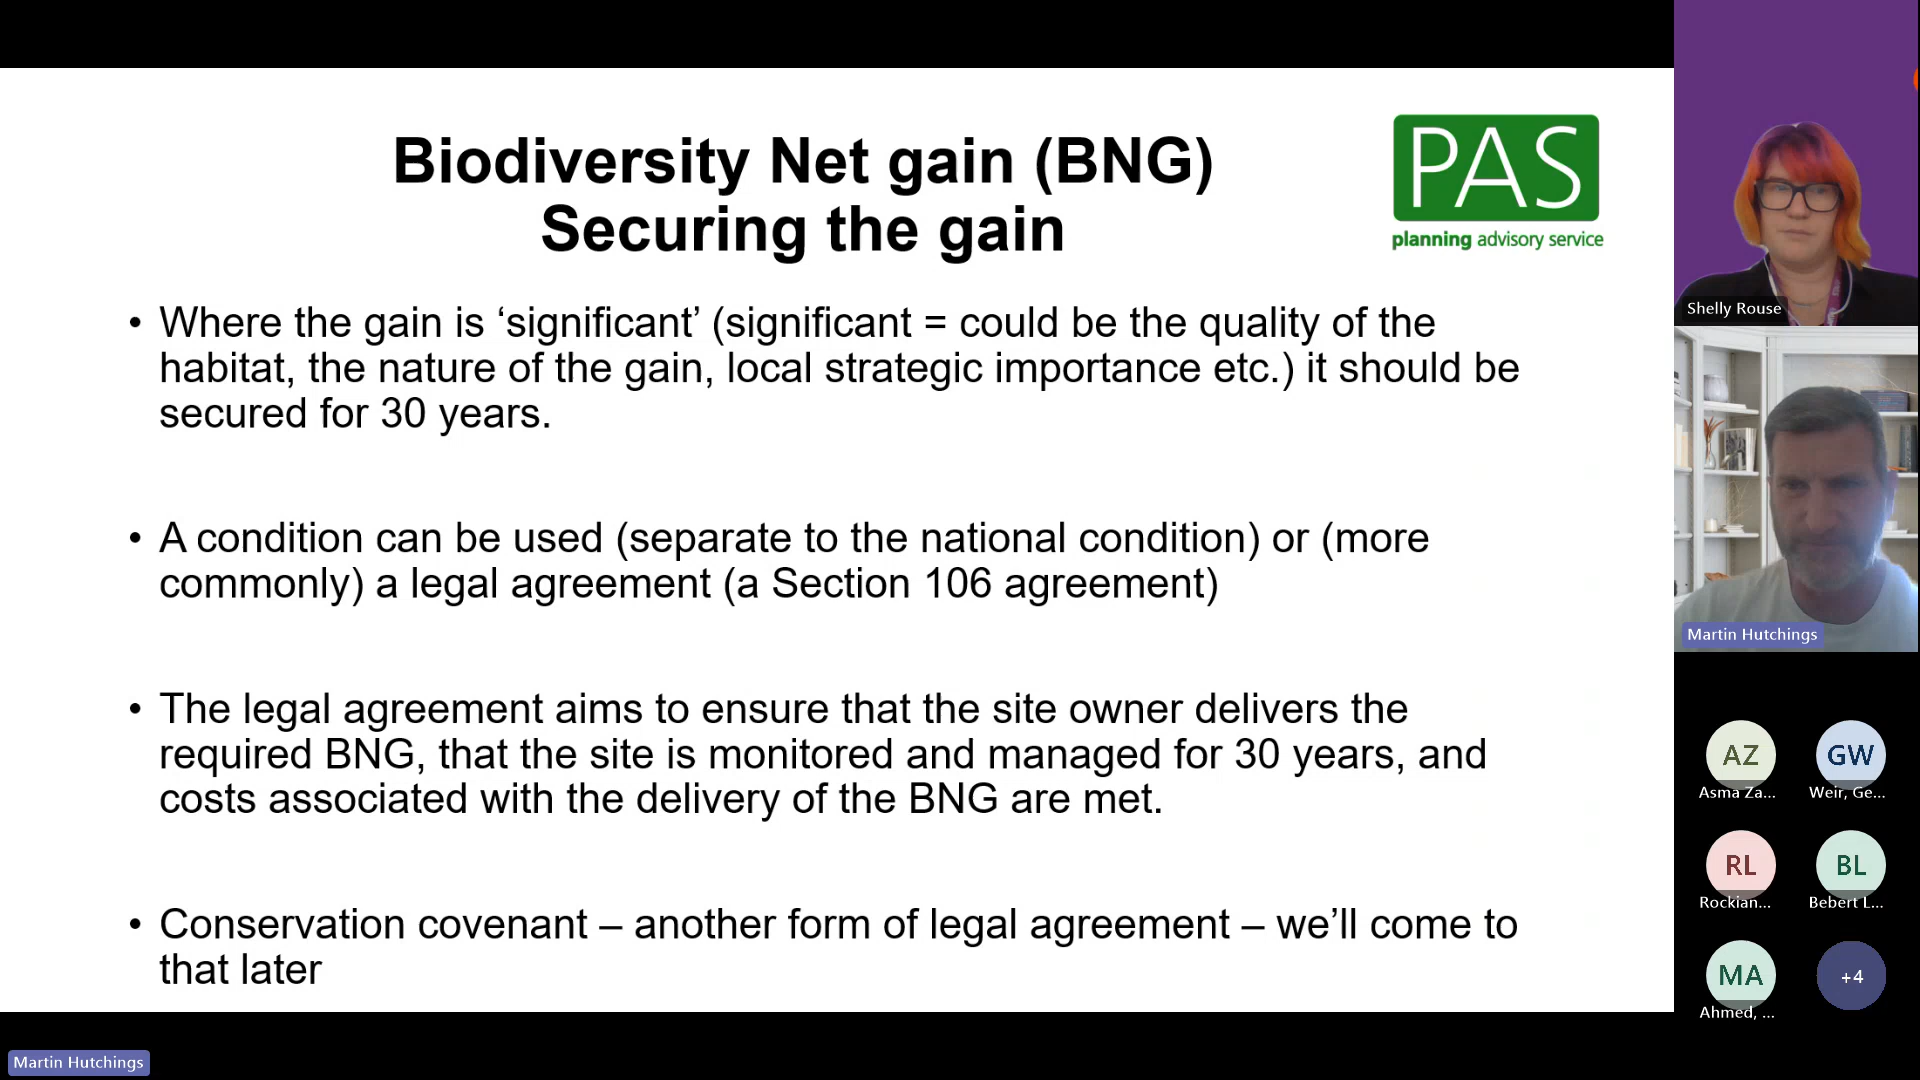 Biodiversity Net gain (BNG)
Securing the gain
PAS
planning advisory service
• Where the gain is ‘significant’ (significant = could be the quality of the
habitat, the nature of the gain, local strategic importance etc.) it should be
secured for 30 years.
• A condition can be used (separate to the national condition) or (more
commonly) a legal agreement (a Section 106 agreement)
• The legal agreement aims to ensure that the site owner delivers the
required BNG, that the site is monitored and managed for 30 years, and
costs associated with the delivery of the BNG are met.
• Conservation covenant – another form of legal agreement – we’ll come to
that later
Shelly Rouse
Martin Hutchings
AZ
Asma Za...
GW
Weir, Ge...
RL
Rockian...
BL
Bebert L...
MA
Ahmed, ...
+4
Martin Hutchings